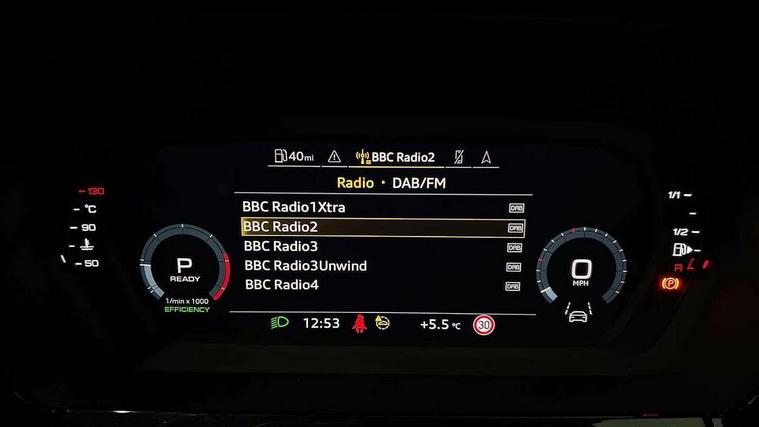 40mi BBC Radio2
Radio • DAB/FM
BBC Radio1Xtra DAB
BBC Radio2 DAB
BBC Radio3 DAB
BBC Radio3Unwind DAB
BBC Radio4 DAB
130
°C
90
50
P
READY
1/min x 1000
EFFICIENCY
0
MPH
1/1
1/2
R
P
12:53 +5.5 °C 30